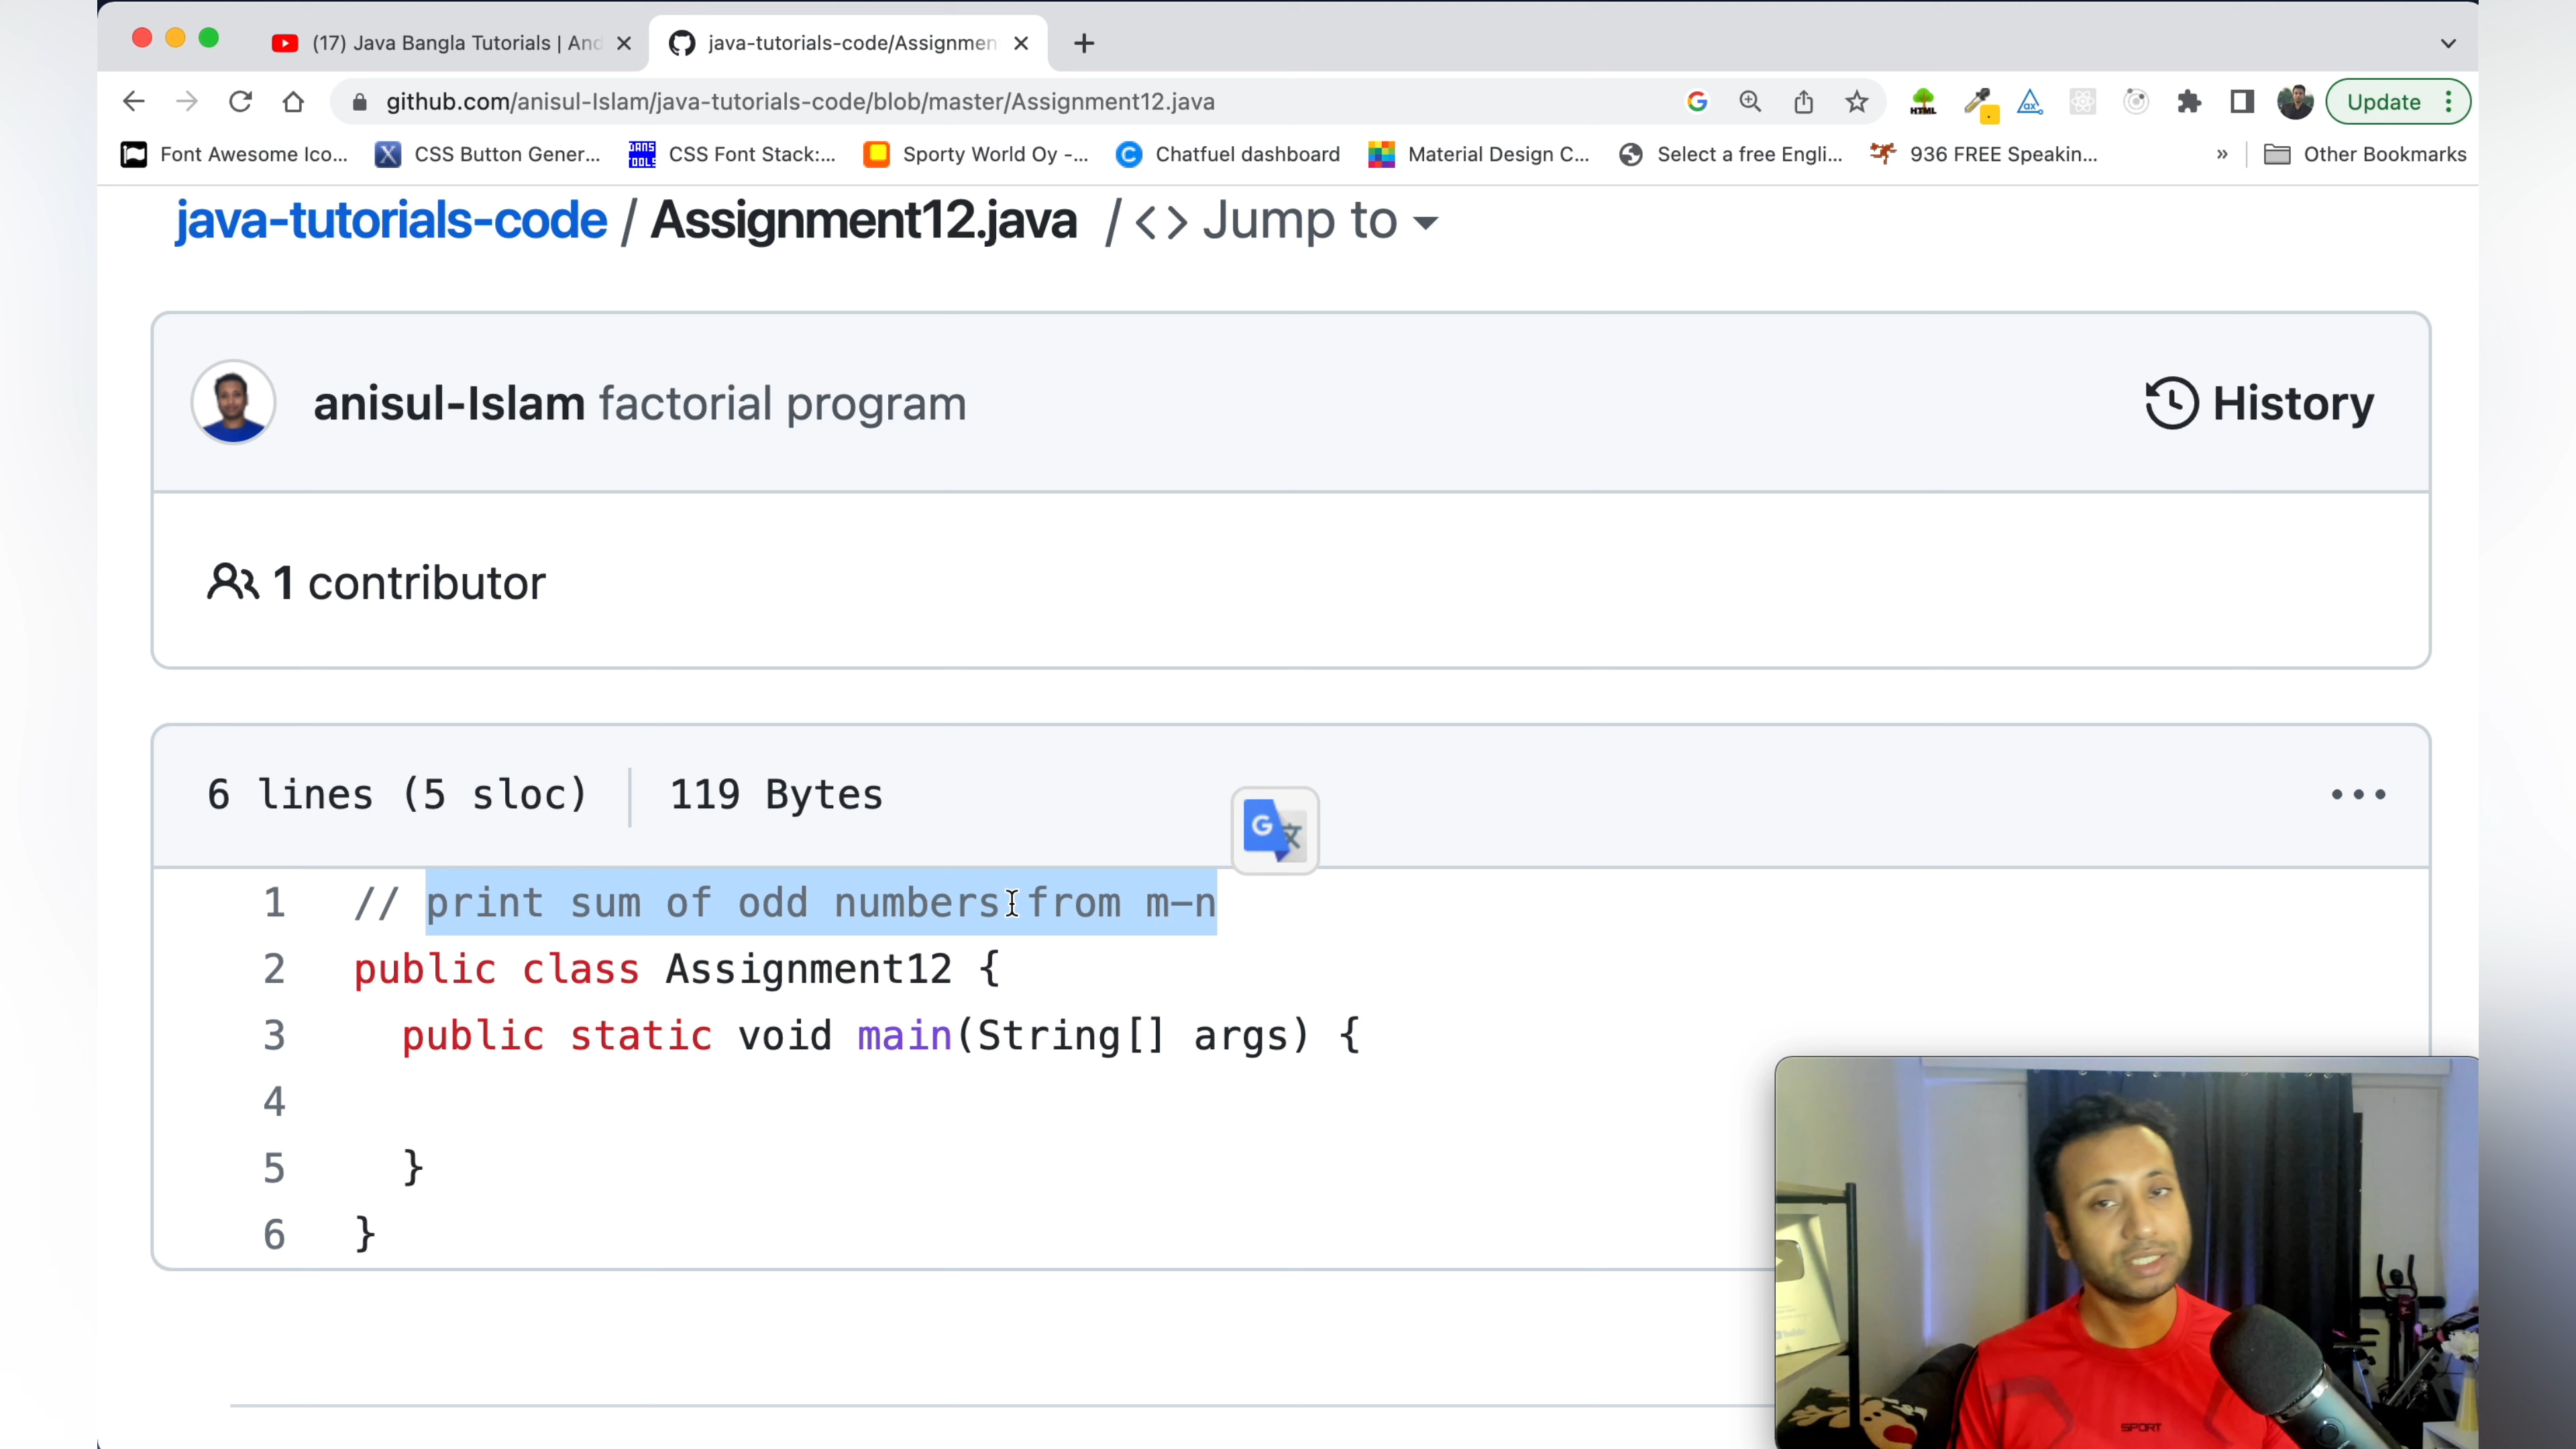 (17) Java Bangla Tutorials | And
java-tutorials-code/Assignmen
github.com/anisul-Islam/java-tutorials-code/blob/master/Assignment12.java
Update
Font Awesome Ico...
CSS Button Gener...
CSS Font Stack:...
Sporty World Oy -...
Chatfuel dashboard
Material Design C...
Select a free Engli...
936 FREE Speakin...
»
Other Bookmarks
java-tutorials-code / Assignment12.java / <> Jump to
anisul-Islam factorial program
History
1 contributor
6 lines (5 sloc)
119 Bytes
1 // print sum of odd numbers from m-n
2 public class Assignment12 {
3 public static void main(String[] args) {
4
5 }
6 }
SPORT